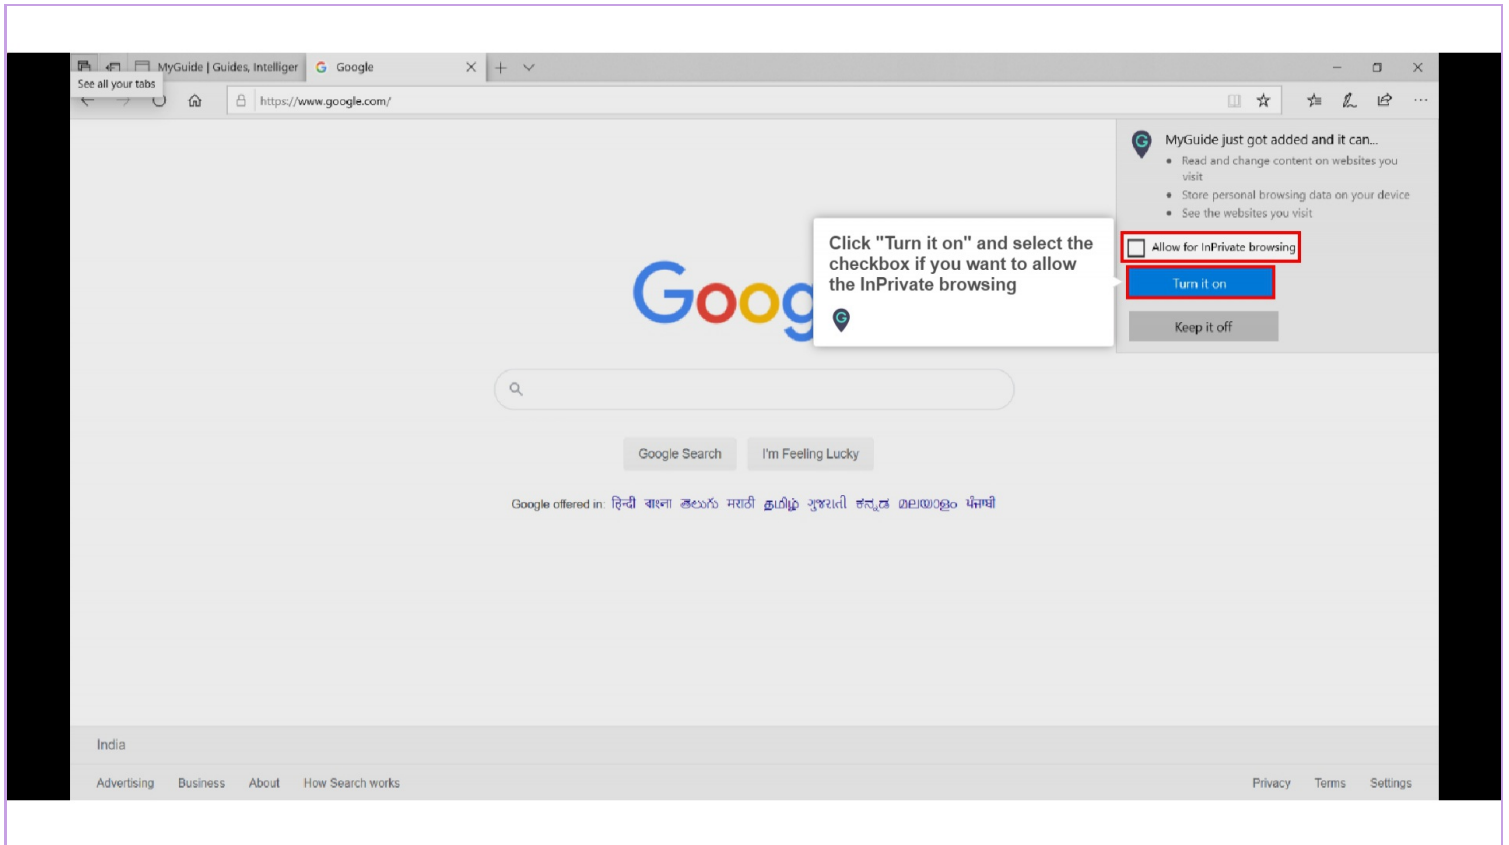 MyGuide | Guides, Intelliger
Google
See all your tabs
https://www.google.com/
MyGuide just got added and it can...
Read and change content on websites you
visit
Store personal browsing data on your device
See the websites you visit
Allow for InPrivate browsing
Turn it on
Keep it off
Click "Turn it on" and select the
checkbox if you want to allow
the InPrivate browsing
Goog
Google Search
I'm Feeling Lucky
Google offered in: हिन्दी বাংলা తెలుగు मराठी தமிழ் ગુજરાતી ಕನ್ನಡ മലയാളം ਪੰਜਾਬੀ
India
Advertising Business About How Search works
Privacy Terms Settings